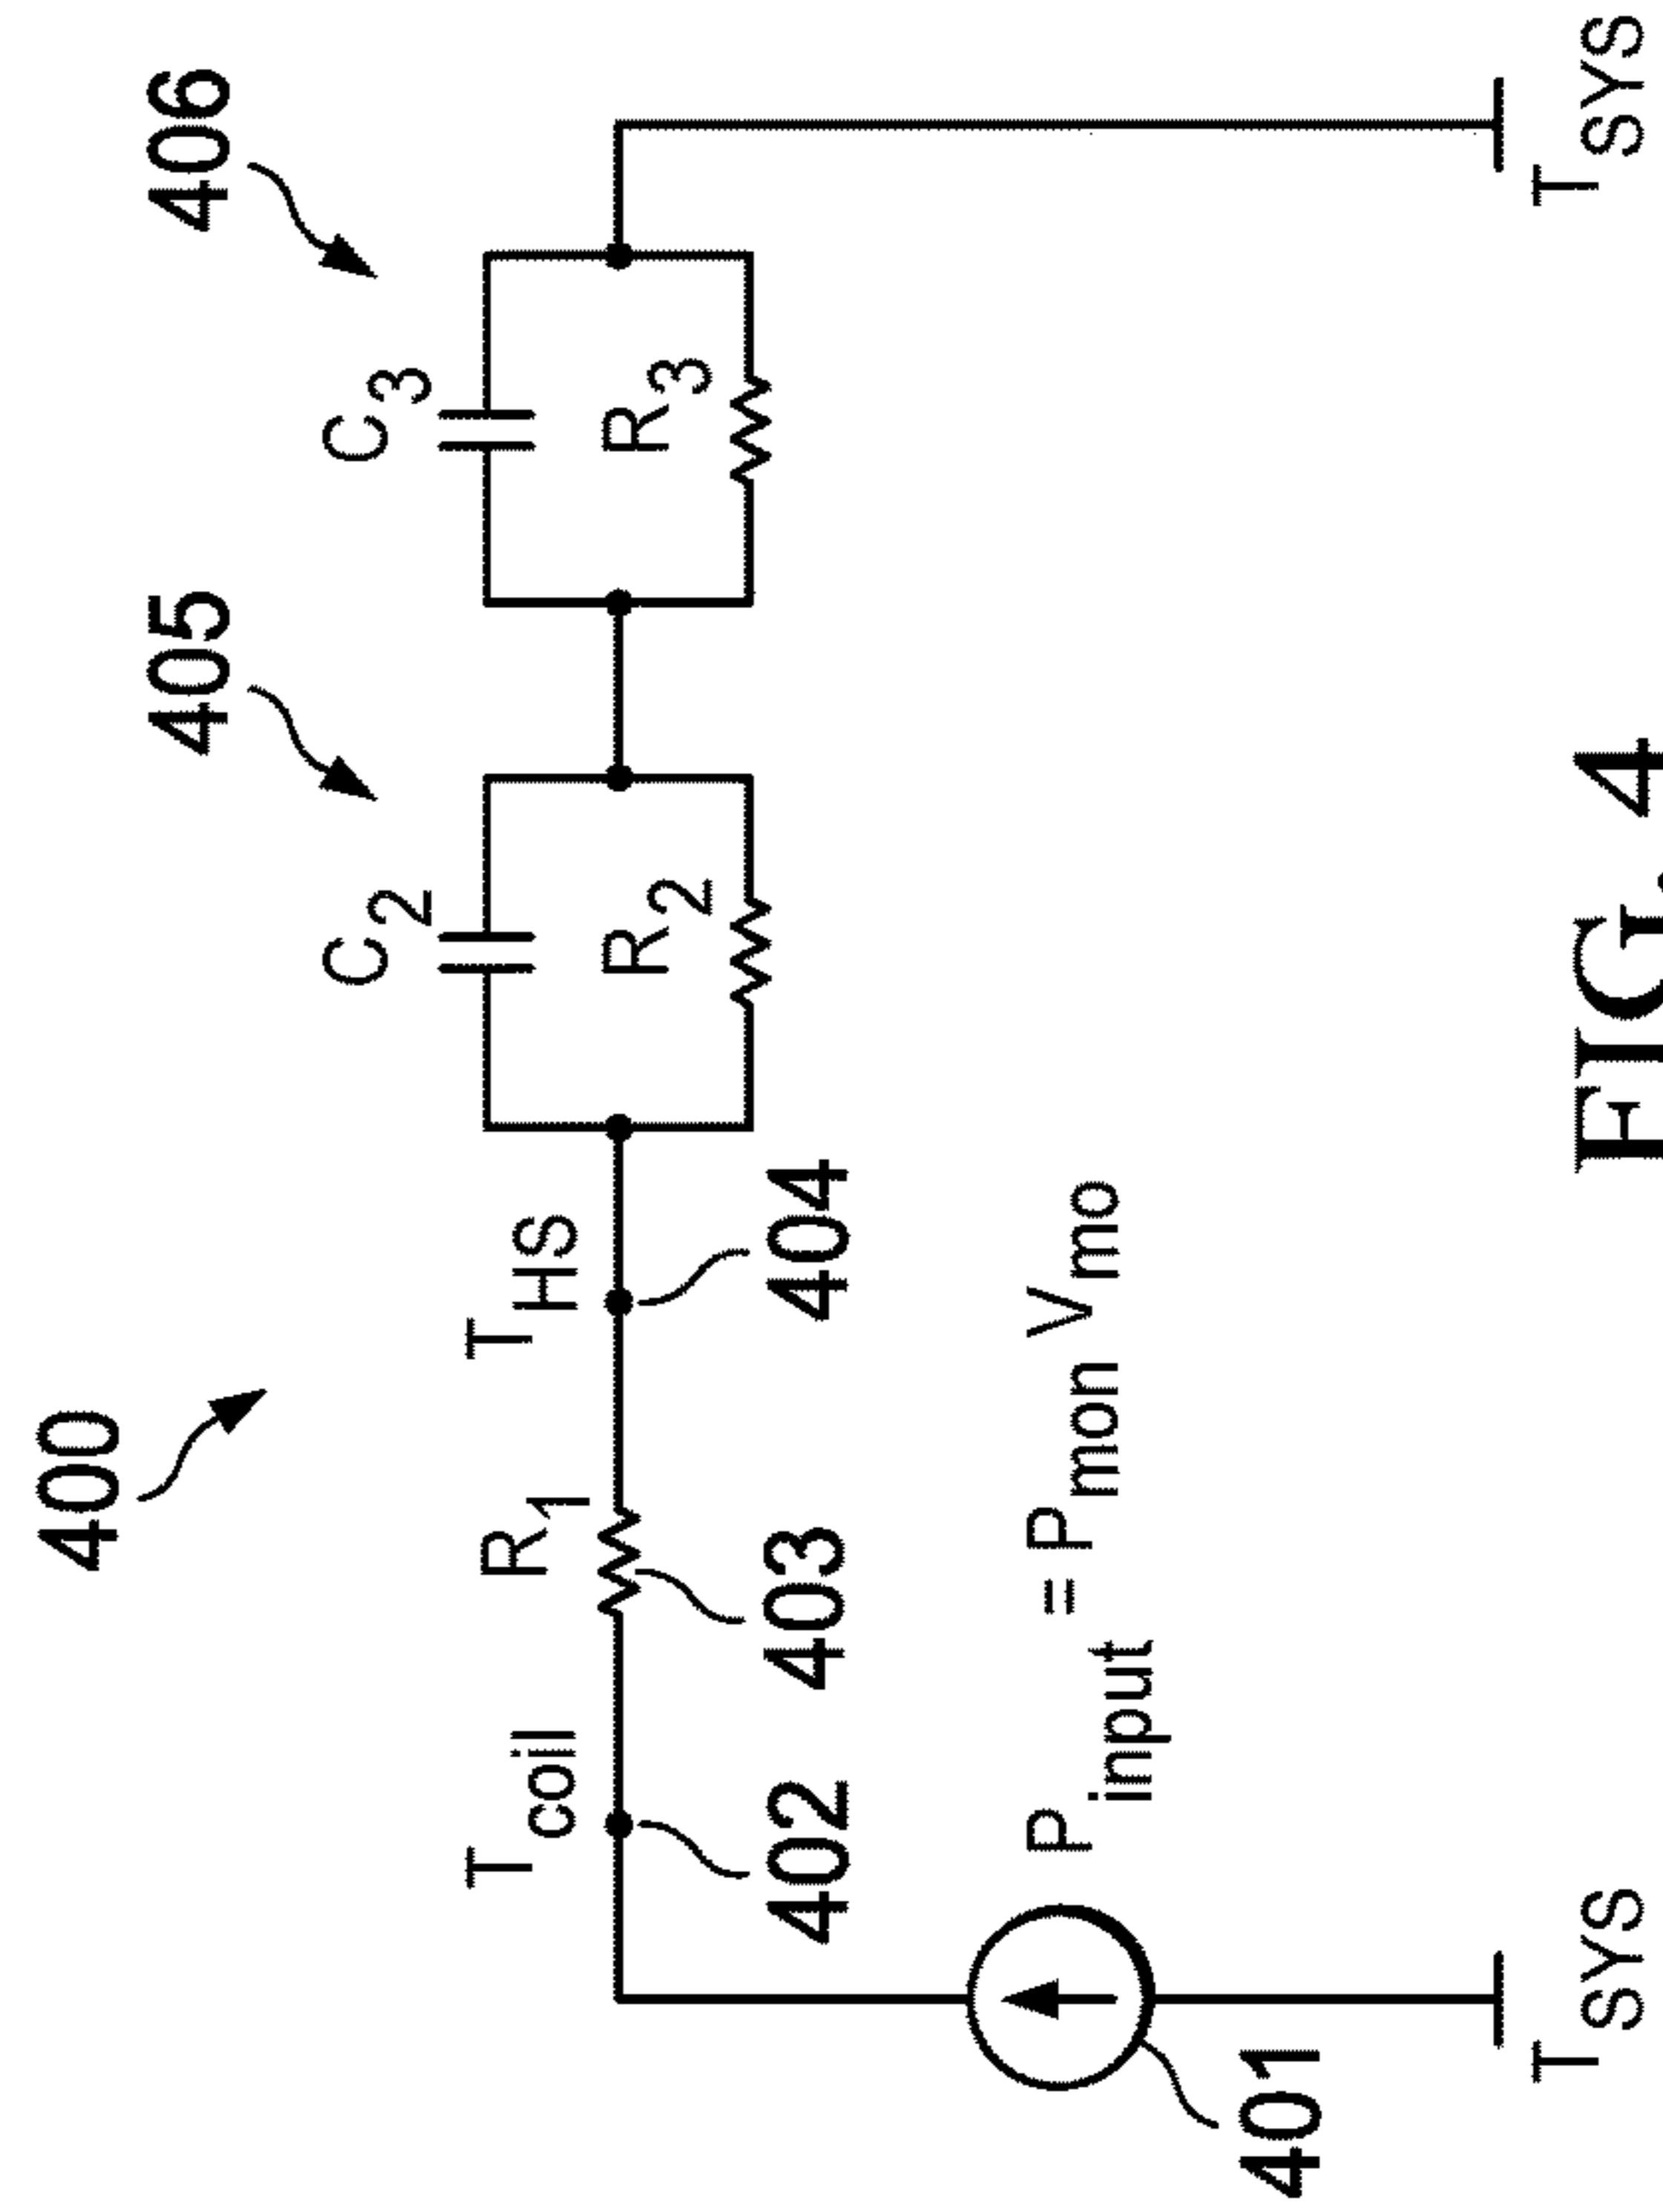 400
405
406
C2
C3
Tcoil
R1
THS
R2
R3
402
403
404
Pinput = Pmon Vmo
401
TSYS
TSYS
FIG. 4